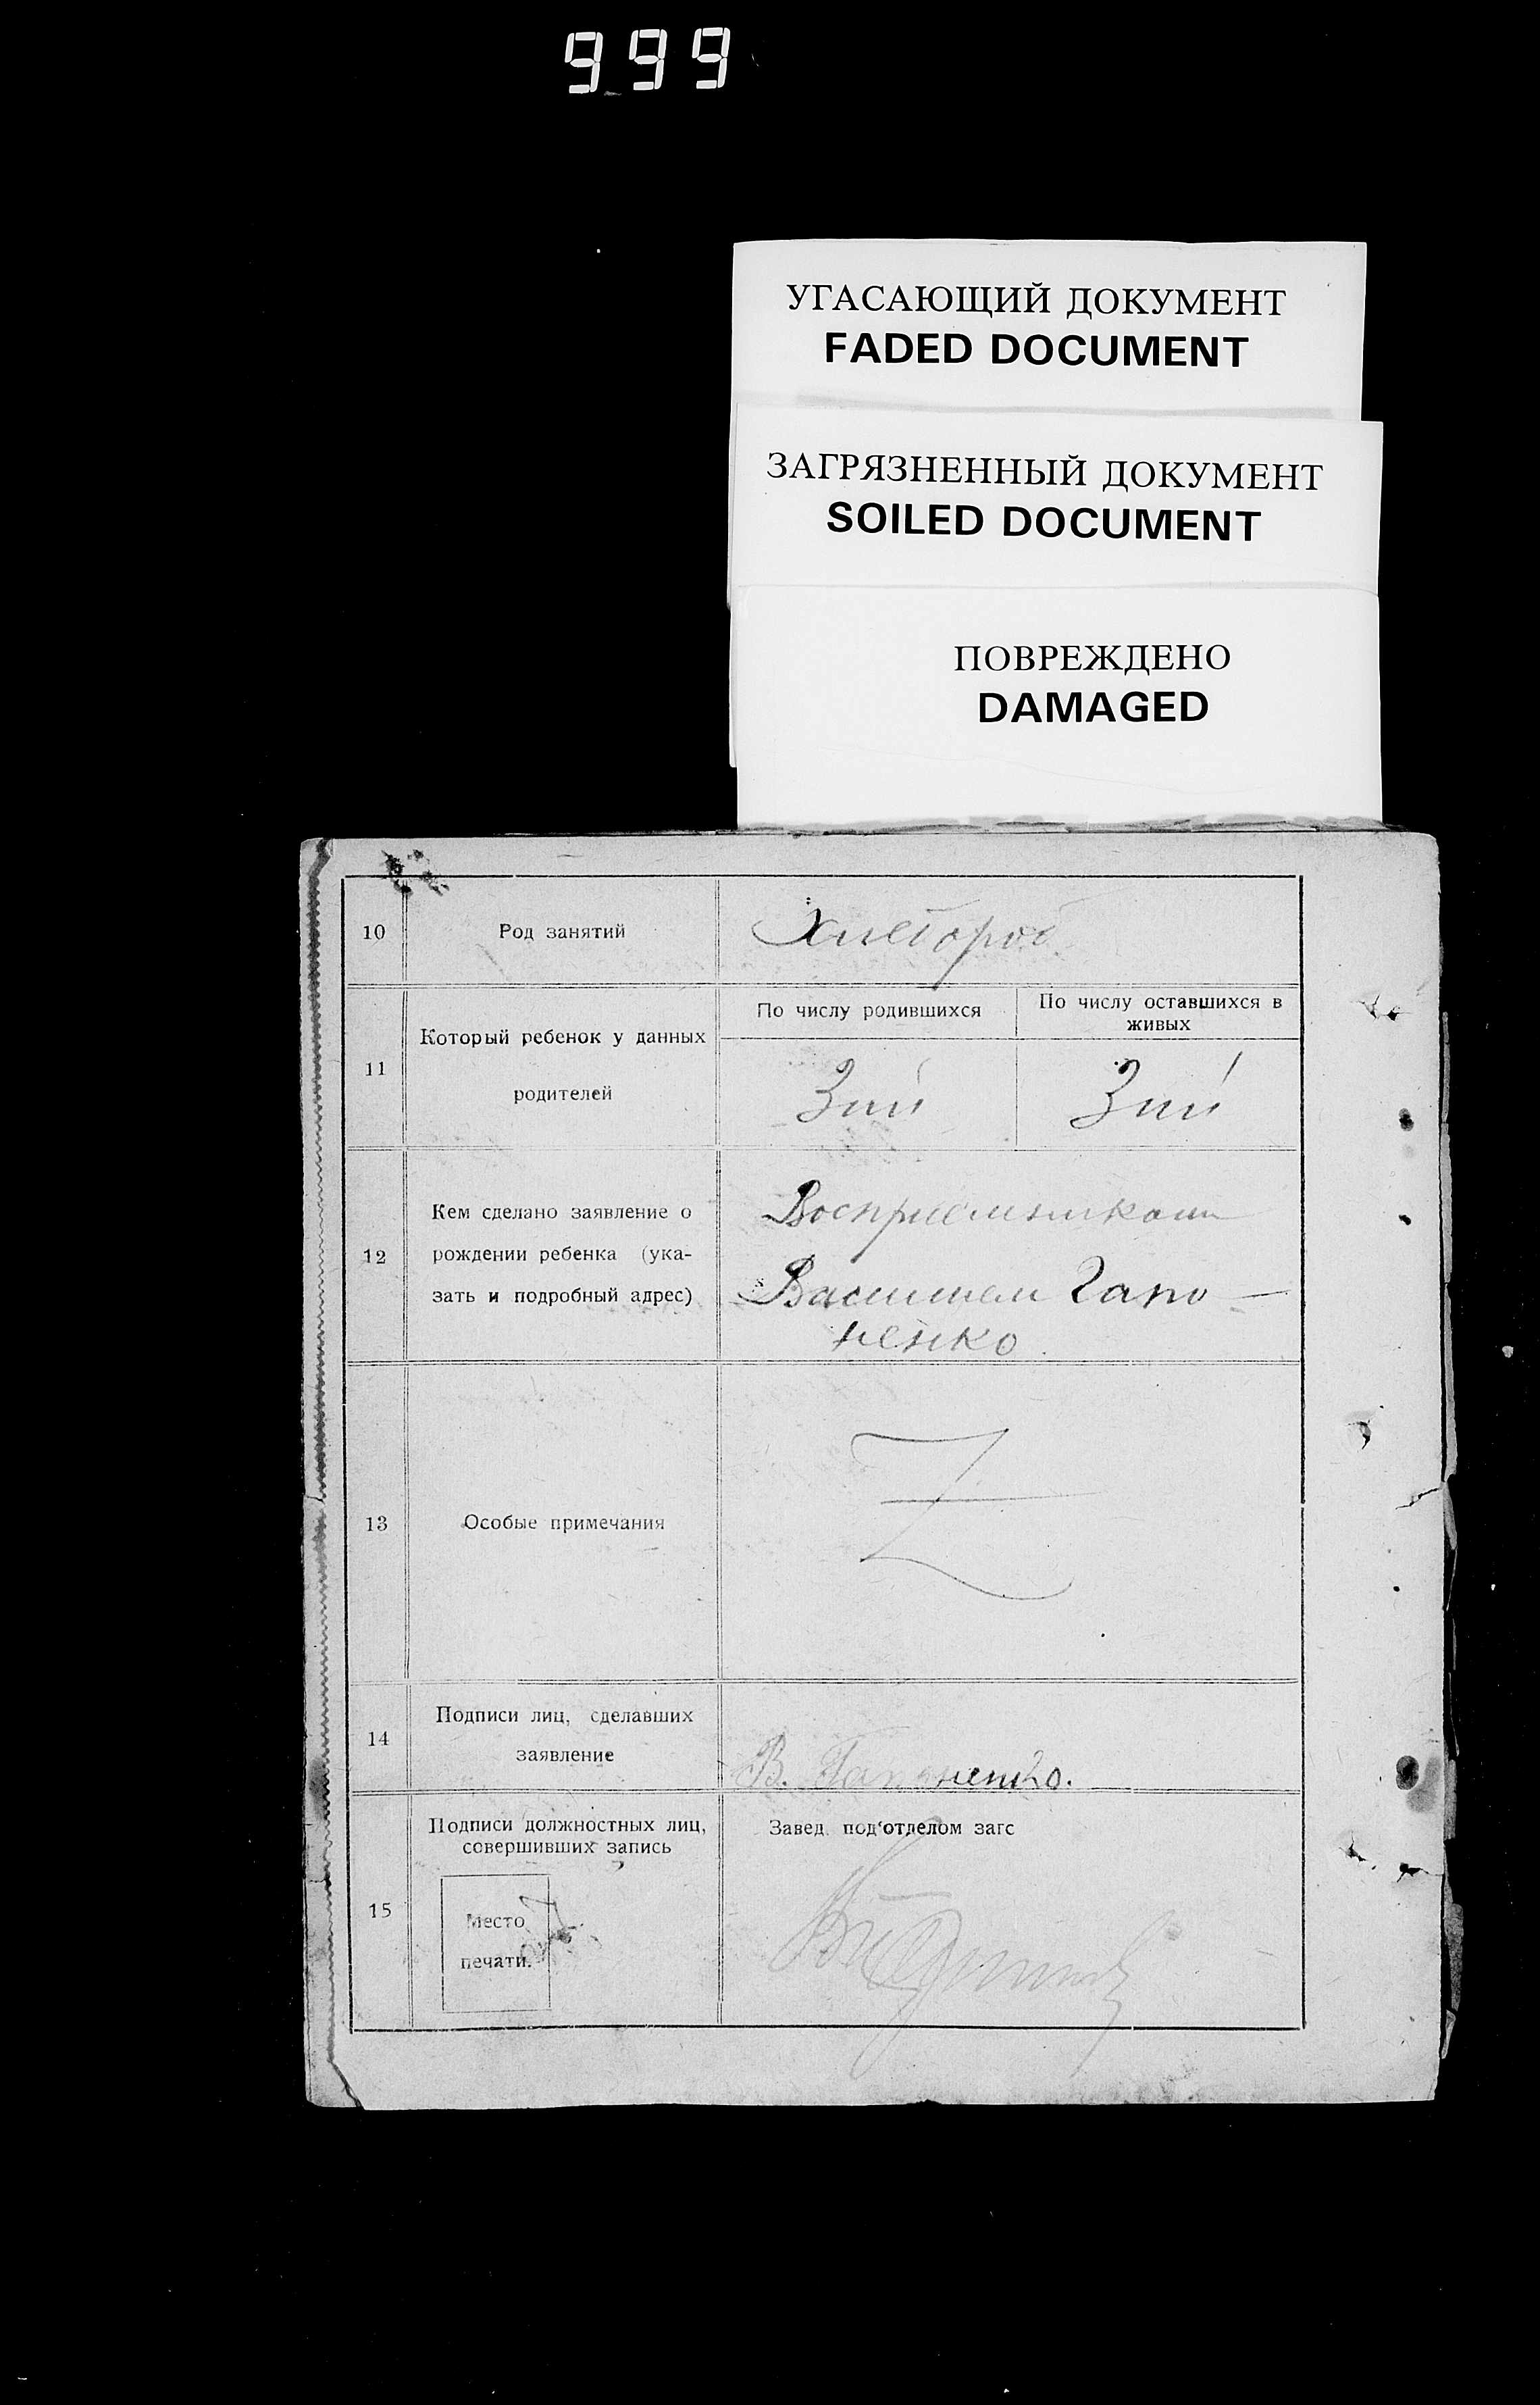 999
УГАСАЮЩИЙ ДОКУМЕНТ
FADED DOCUMENT
ЗАГРЯЗНЕННЫЙ ДОКУМЕНТ
SOILED DOCUMENT
ПОВРЕЖДЕНО
DAMAGED
10
Род занятий
Хлебороб
11
Который ребенок у данных
родителей
По числу родившихся
По числу оставшихся в
живых
3ий
3ий
12
Кем сделано заявление о
рождении ребенка (ука-
зать и подробный адрес)
Восприемником
Василием Гапо-
ненко
13
Особые примечания
Z
14
Подписи лиц, сделавших
заявление
В. Гапоненко.
15
Подписи должностных лиц,
совершивших запись
Место
печати.
Завед. под'отделом загс